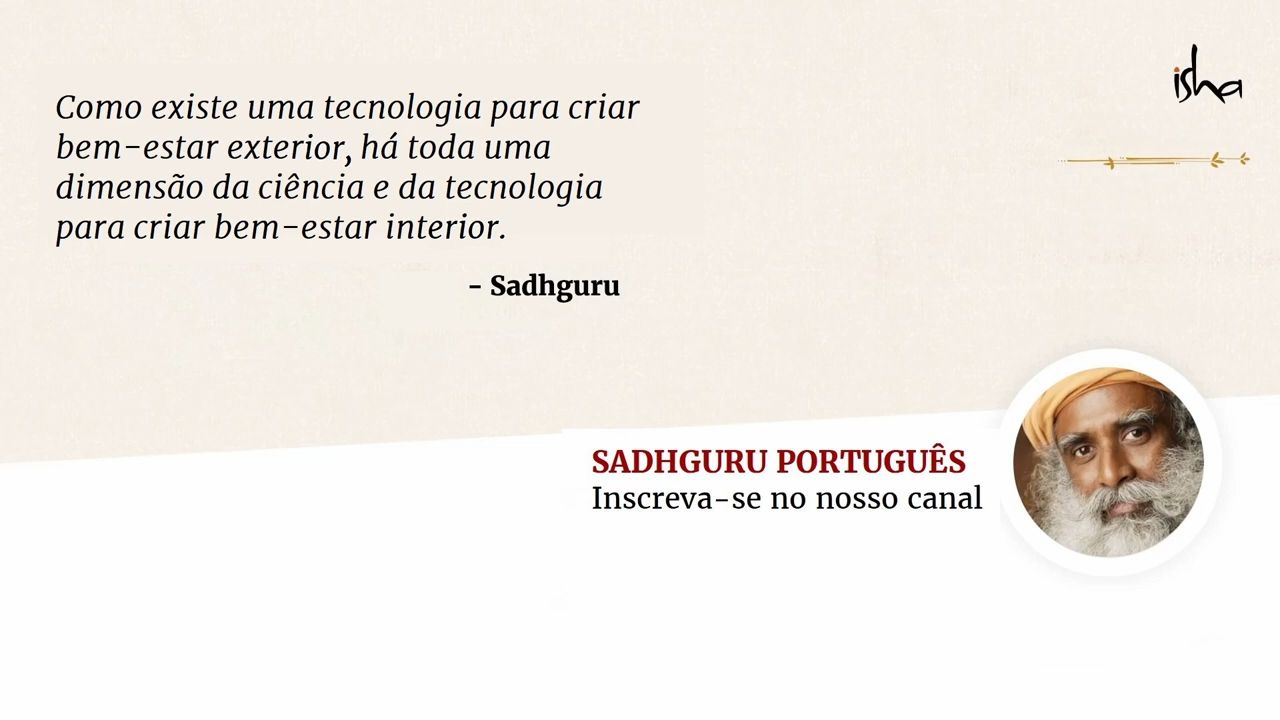 isha
Como existe uma tecnologia para criar
bem-estar exterior, há toda uma
dimensão da ciência e da tecnologia
para criar bem-estar interior.
- Sadhguru
SADHGURU PORTUGUÊS
Inscreva-se no nosso canal